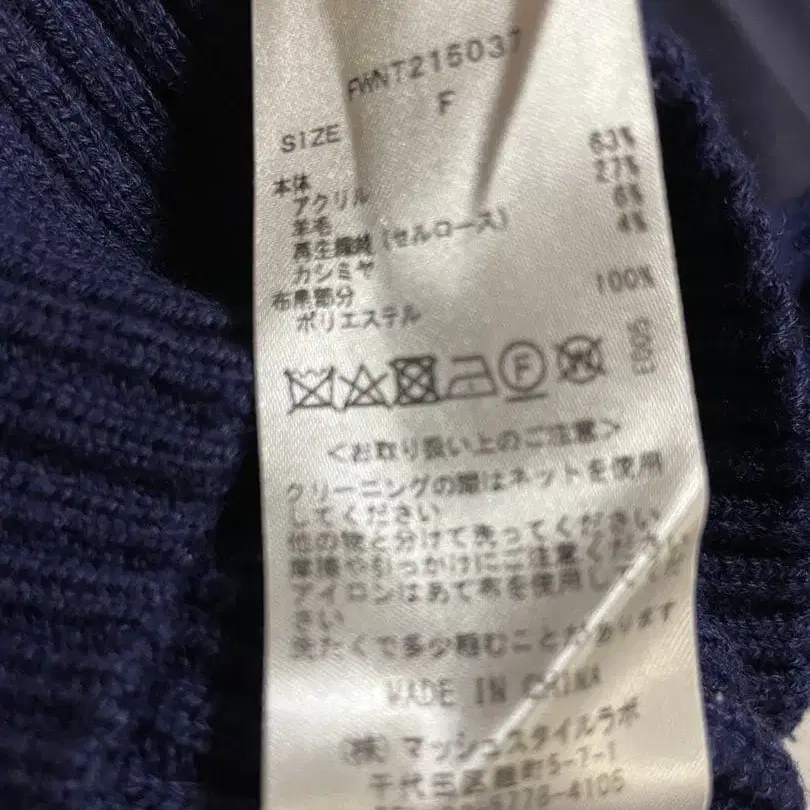 FWNT215037
SIZE F
本体
アクリル 63%
羊毛 27%
再生繊維(セルロース) 6%
カシミヤ 4%
布帛部分
ポリエステル 100%
F
E005
<お取り扱い上のご注意>
クリーニングの際はネットを使用
してください
他の物と分けて洗ってください
摩擦や引っかけにご注意ください
アイロンはあて布を使用してくだ
さい
洗たくで多少縮むことがあります
MADE IN CHINA
(株)マッシュスタイルラボ
千代田区麹町5-7-1